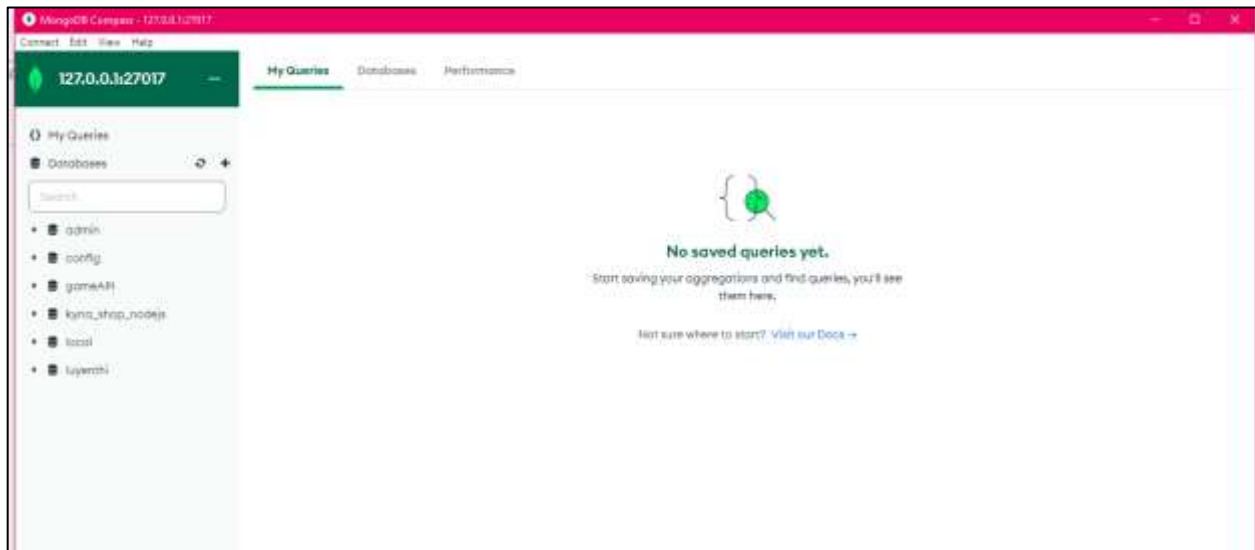 MongoDB Compass - 127.0.0.1:27017
Connect Edit View Help
127.0.0.1:27017
My Queries Databases Performance
{} My Queries
Databases
Search
admin
config
gameAPI
kyna_shop_nodejs
local
luyenthi
No saved queries yet.
Start saving your aggregations and find queries, you'll see
them here.
Not sure where to start? Visit our Docs →